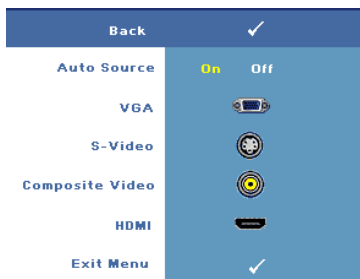 Back
Auto Source On Off
VGA
S-Video
Composite Video
HDMI
Exit Menu